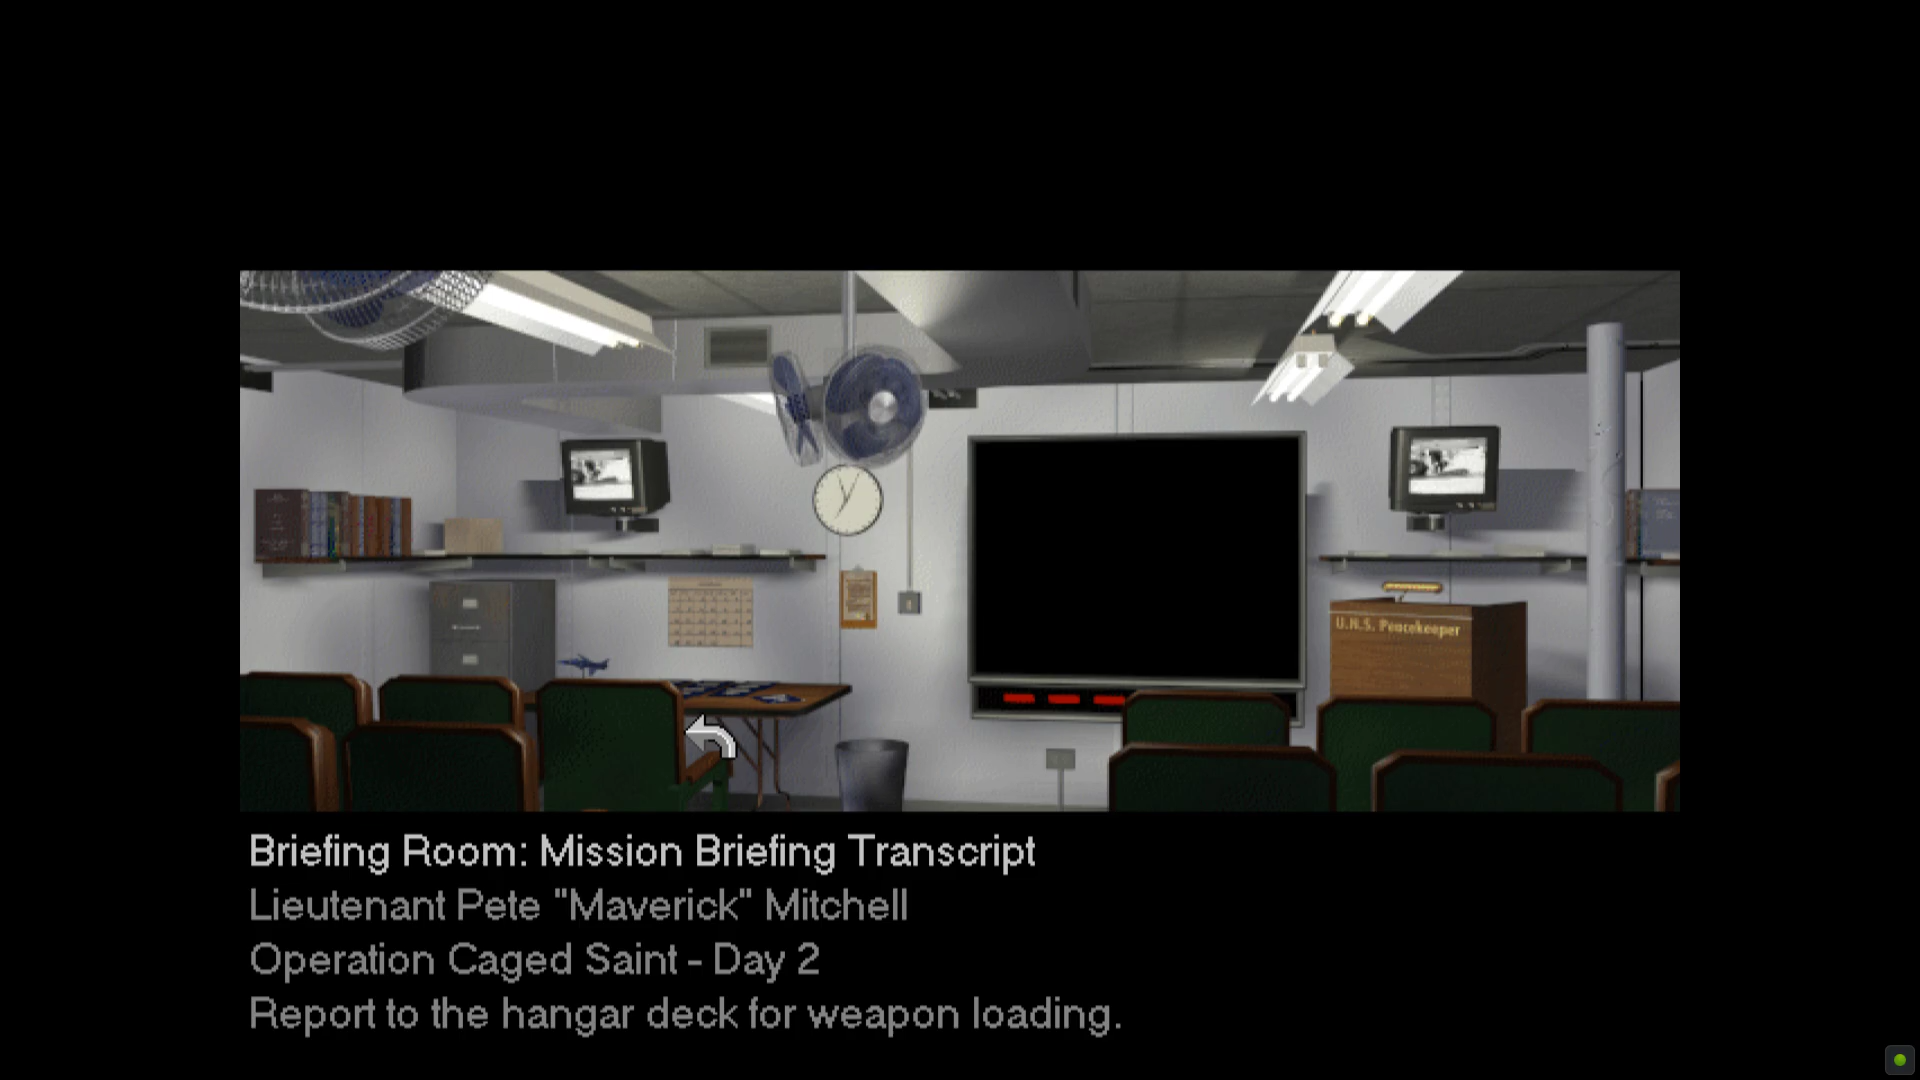 U.N.S. Peacekeeper
Briefing Room: Mission Briefing Transcript
Lieutenant Pete "Maverick" Mitchell
Operation Caged Saint - Day 2
Report to the hangar deck for weapon loading.